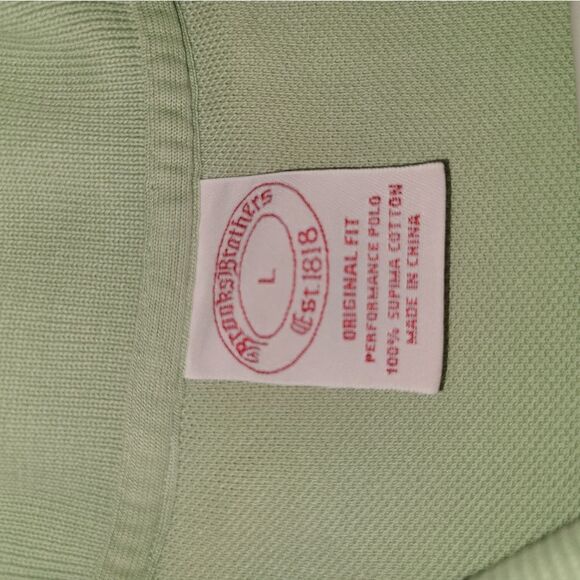 Brooks Brothers
L
Est. 1818
ORIGINAL FIT
PERFORMANCE POLO
100% SUPIMA COTTON
MADE IN CHINA